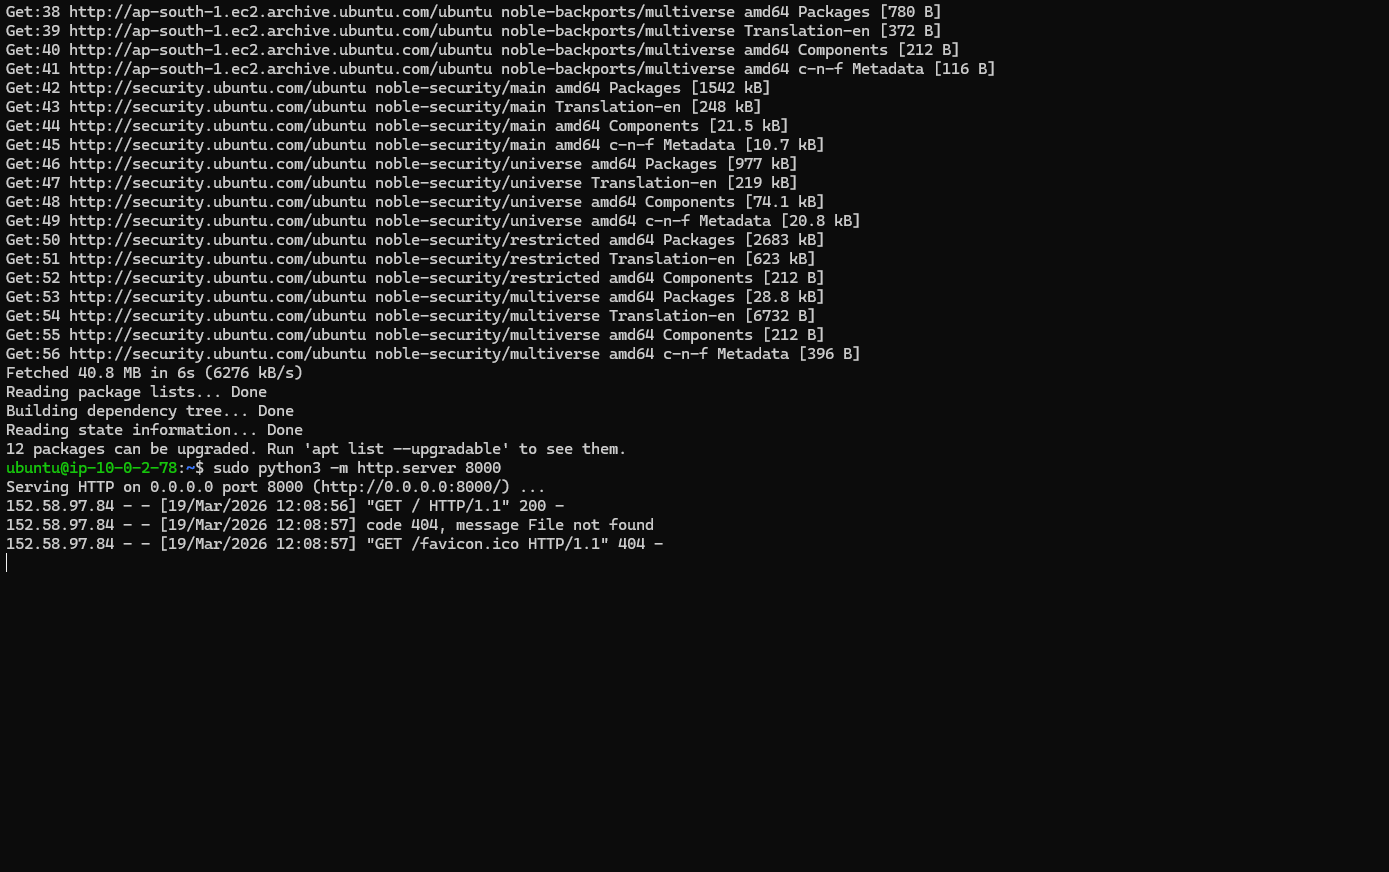 Get:38 http://ap-south-1.ec2.archive.ubuntu.com/ubuntu noble-backports/multiverse amd64 Packages [780 B]
Get:39 http://ap-south-1.ec2.archive.ubuntu.com/ubuntu noble-backports/multiverse Translation-en [372 B]
Get:40 http://ap-south-1.ec2.archive.ubuntu.com/ubuntu noble-backports/multiverse amd64 Components [212 B]
Get:41 http://ap-south-1.ec2.archive.ubuntu.com/ubuntu noble-backports/multiverse amd64 c-n-f Metadata [116 B]
Get:42 http://security.ubuntu.com/ubuntu noble-security/main amd64 Packages [1542 kB]
Get:43 http://security.ubuntu.com/ubuntu noble-security/main Translation-en [248 kB]
Get:44 http://security.ubuntu.com/ubuntu noble-security/main amd64 Components [21.5 kB]
Get:45 http://security.ubuntu.com/ubuntu noble-security/main amd64 c-n-f Metadata [10.7 kB]
Get:46 http://security.ubuntu.com/ubuntu noble-security/universe amd64 Packages [977 kB]
Get:47 http://security.ubuntu.com/ubuntu noble-security/universe Translation-en [219 kB]
Get:48 http://security.ubuntu.com/ubuntu noble-security/universe amd64 Components [74.1 kB]
Get:49 http://security.ubuntu.com/ubuntu noble-security/universe amd64 c-n-f Metadata [20.8 kB]
Get:50 http://security.ubuntu.com/ubuntu noble-security/restricted amd64 Packages [2683 kB]
Get:51 http://security.ubuntu.com/ubuntu noble-security/restricted Translation-en [623 kB]
Get:52 http://security.ubuntu.com/ubuntu noble-security/restricted amd64 Components [212 B]
Get:53 http://security.ubuntu.com/ubuntu noble-security/multiverse amd64 Packages [28.8 kB]
Get:54 http://security.ubuntu.com/ubuntu noble-security/multiverse Translation-en [6732 B]
Get:55 http://security.ubuntu.com/ubuntu noble-security/multiverse amd64 Components [212 B]
Get:56 http://security.ubuntu.com/ubuntu noble-security/multiverse amd64 c-n-f Metadata [396 B]
Fetched 40.8 MB in 6s (6276 kB/s)
Reading package lists... Done
Building dependency tree... Done
Reading state information... Done
12 packages can be upgraded. Run 'apt list --upgradable' to see them.
ubuntu@ip-10-0-2-78:~$ sudo python3 -m http.server 8000
Serving HTTP on 0.0.0.0 port 8000 (http://0.0.0.0:8000/) ...
152.58.97.84 - - [19/Mar/2026 12:08:56] "GET / HTTP/1.1" 200 -
152.58.97.84 - - [19/Mar/2026 12:08:57] code 404, message File not found
152.58.97.84 - - [19/Mar/2026 12:08:57] "GET /favicon.ico HTTP/1.1" 404 -